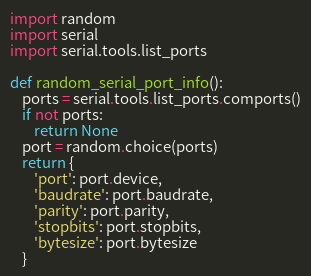 import random
import serial
import serial.tools.list_ports

def random_serial_port_info():
    ports = serial.tools.list_ports.comports()
    if not ports:
        return None
    port = random.choice(ports)
    return {
        'port': port.device,
        'baudrate': port.baudrate,
        'parity': port.parity,
        'stopbits': port.stopbits,
        'bytesize': port.bytesize
    }